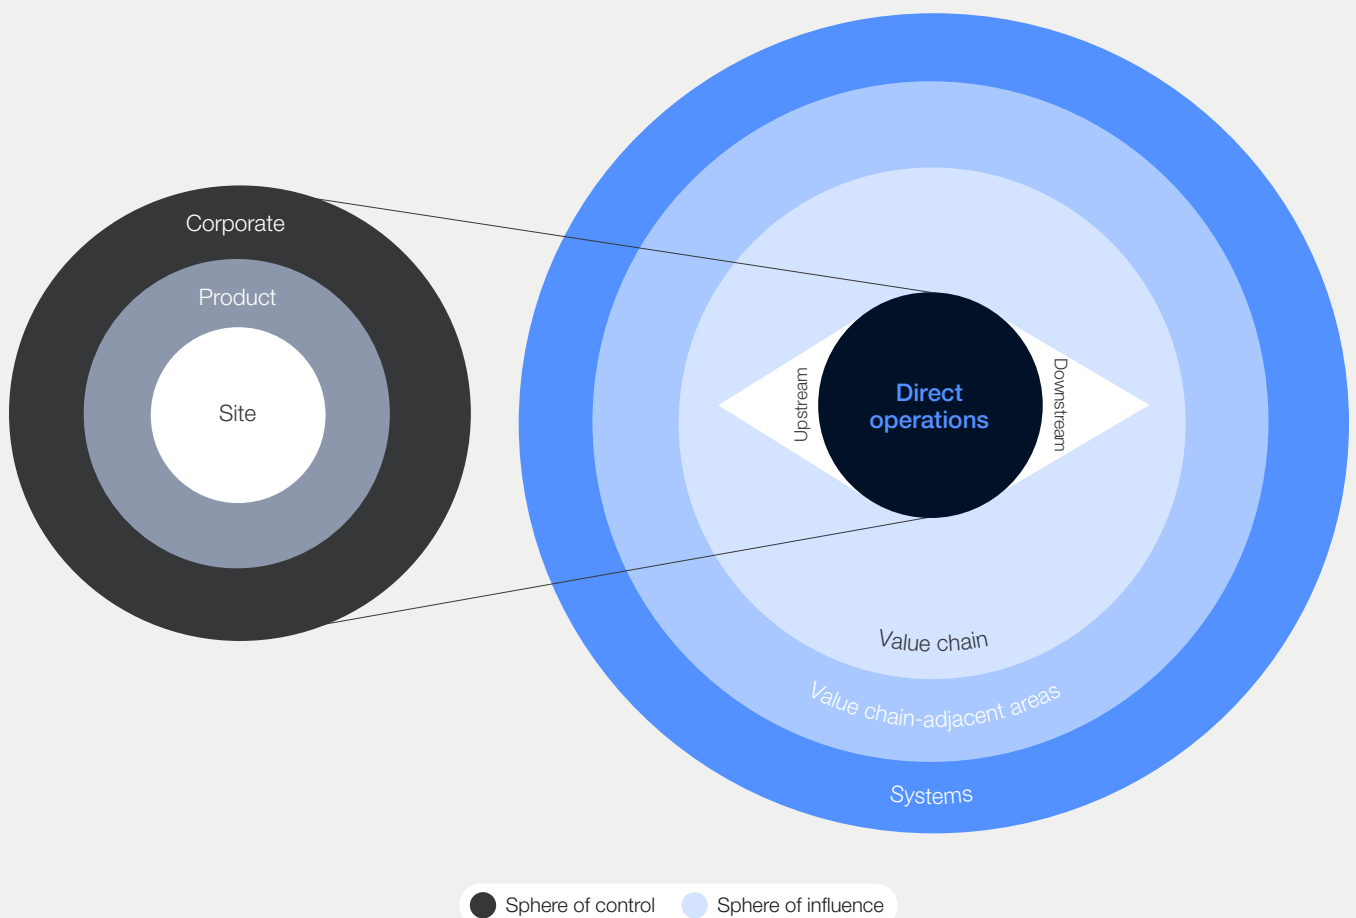 Corporate
Product
Site
Upstream
Direct
operations
Downstream
Value chain
Value chain-adjacent areas
Systems
Sphere of control
Sphere of influence